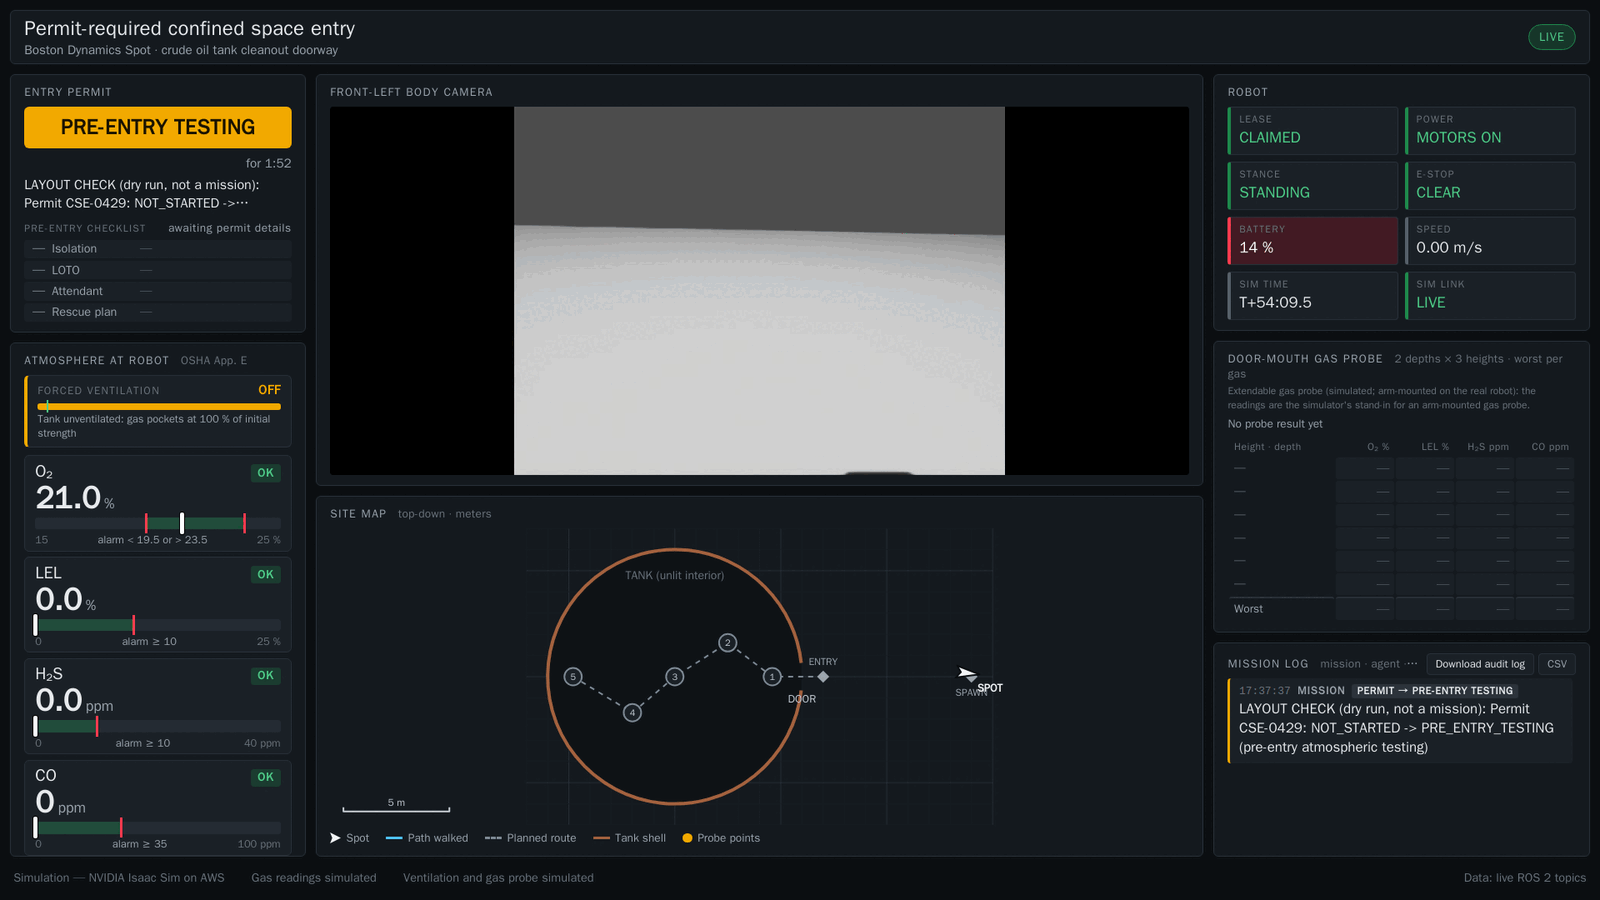 Permit-required confined space entry
Boston Dynamics Spot · crude oil tank cleanout doorway
LIVE
ENTRY PERMIT
PRE-ENTRY TESTING
for 1:52
LAYOUT CHECK (dry run, not a mission):
Permit CSE-0429: NOT_STARTED ->···
PRE-ENTRY CHECKLIST awaiting permit details
— Isolation —
— LOTO —
— Attendant —
— Rescue plan —
ATMOSPHERE AT ROBOT OSHA App. E
FORCED VENTILATION OFF
Tank unventilated: gas pockets at 100 % of initial
strength
O₂ OK
21.0 %
15 alarm < 19.5 or > 23.5 25 %
LEL OK
0.0 %
0 alarm ≥ 10 25 %
H₂S OK
0.0 ppm
0 alarm ≥ 10 40 ppm
CO OK
0 ppm
0 alarm ≥ 35 100 ppm
FRONT-LEFT BODY CAMERA
SITE MAP top-down · meters
TANK (unlit interior)
2
ENTRY
5 3 1
SPOT
SPAWN
DOOR
4
5 m
Spot Path walked Planned route Tank shell Probe points
ROBOT
LEASE POWER
CLAIMED MOTORS ON
STANCE E-STOP
STANDING CLEAR
BATTERY SPEED
14 % 0.00 m/s
SIM TIME SIM LINK
T+54:09.5 LIVE
DOOR-MOUTH GAS PROBE 2 depths × 3 heights · worst per
gas
Extendable gas probe (simulated; arm-mounted on the real robot): the
readings are the simulator's stand-in for an arm-mounted gas probe.
No probe result yet
Height · depth O₂ % LEL % H₂S ppm CO ppm
— — — — —
— — — — —
— — — — —
— — — — —
— — — — —
— — — — —
Worst — — — —
MISSION LOG mission · agent ···· Download audit log CSV
17:37:37 MISSION PERMIT → PRE-ENTRY TESTING
LAYOUT CHECK (dry run, not a mission): Permit
CSE-0429: NOT_STARTED -> PRE_ENTRY_TESTING
(pre-entry atmospheric testing)
Simulation — NVIDIA Isaac Sim on AWS Gas readings simulated Ventilation and gas probe simulated Data: live ROS 2 topics